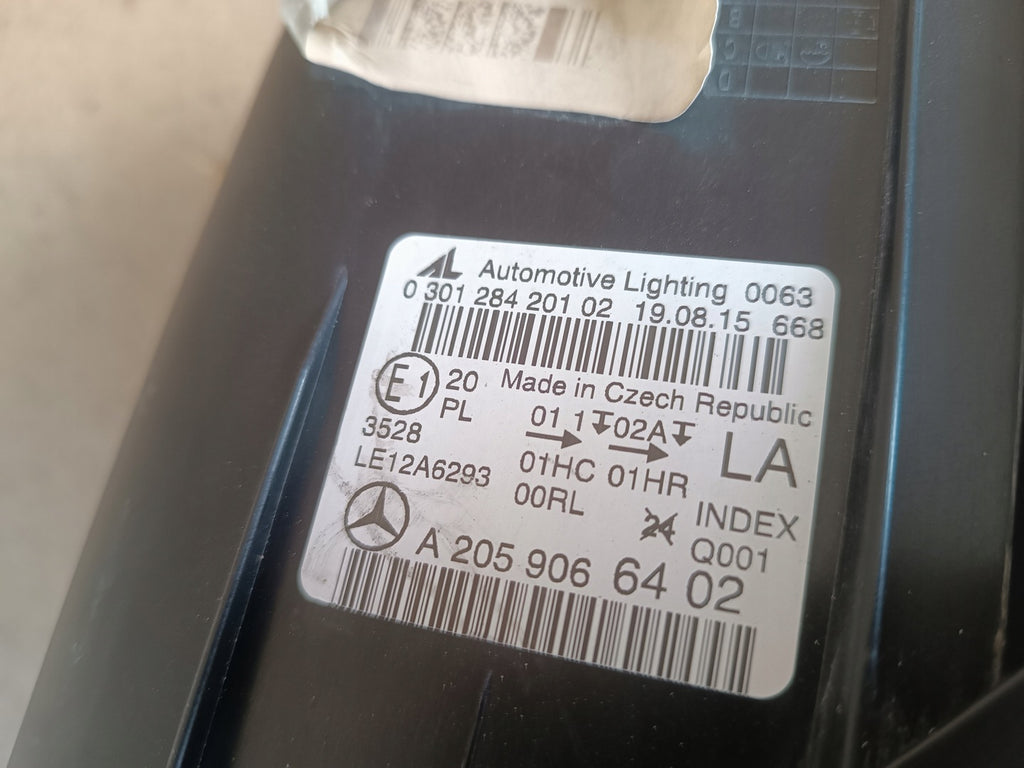 AL Automotive Lighting 0063
0 301 284 201 02 19.08.15 668
E1 20 Made in Czech Republic
PL 01 1 02A LA
3528
01HC 01HR
LE12A6293 00RL 24 INDEX
Q001
A 205 906 64 02